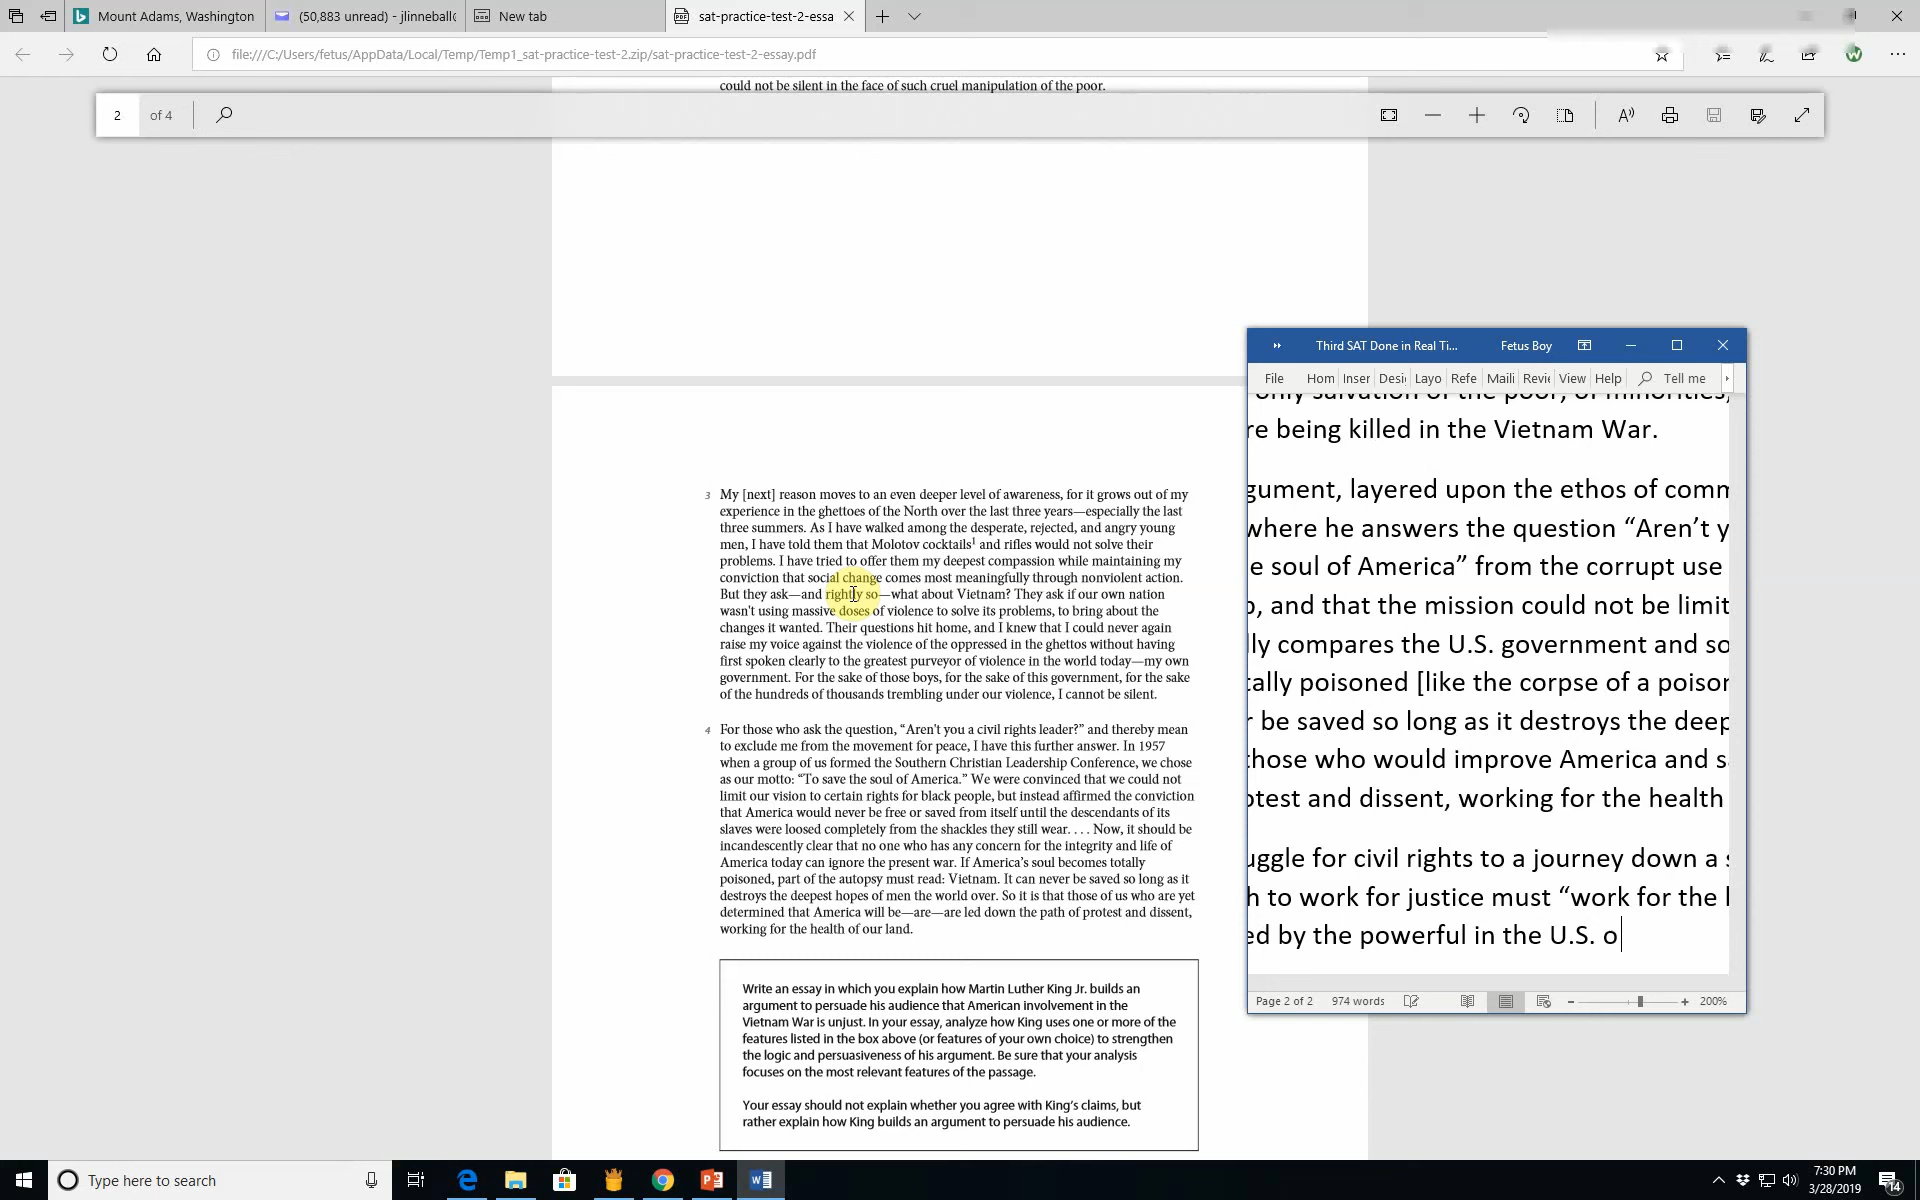 Mount Adams, Washington
(50,883 unread) - jlinneball
New tab
sat-practice-test-2-essa
file:///C:/Users/fetus/AppData/Local/Temp/Temp1_sat-practice-test-2.zip/sat-practice-test-2-essay.pdf
could not be silent in the face of such cruel manipulation of the poor.
2 of 4
3 My [next] reason moves to an even deeper level of awareness, for it grows out of my
experience in the ghettoes of the North over the last three years—especially the last
three summers. As I have walked among the desperate, rejected, and angry young
men, I have told them that Molotov cocktails1 and rifles would not solve their
problems. I have tried to offer them my deepest compassion while maintaining my
conviction that social change comes most meaningfully through nonviolent action.
But they ask—and rightly so—what about Vietnam? They ask if our own nation
wasn't using massive doses of violence to solve its problems, to bring about the
changes it wanted. Their questions hit home, and I knew that I could never again
raise my voice against the violence of the oppressed in the ghettos without having
first spoken clearly to the greatest purveyor of violence in the world today—my own
government. For the sake of those boys, for the sake of this government, for the sake
of the hundreds of thousands trembling under our violence, I cannot be silent.
4 For those who ask the question, “Aren't you a civil rights leader?” and thereby mean
to exclude me from the movement for peace, I have this further answer. In 1957
when a group of us formed the Southern Christian Leadership Conference, we chose
as our motto: “To save the soul of America.” We were convinced that we could not
limit our vision to certain rights for black people, but instead affirmed the conviction
that America would never be free or saved from itself until the descendants of its
slaves were loosed completely from the shackles they still wear. . . . Now, it should be
incandescently clear that no one who has any concern for the integrity and life of
America today can ignore the present war. If America’s soul becomes totally
poisoned, part of the autopsy must read: Vietnam. It can never be saved so long as it
destroys the deepest hopes of men the world over. So it is that those of us who are yet
determined that America will be—are—are led down the path of protest and dissent,
working for the health of our land.
Write an essay in which you explain how Martin Luther King Jr. builds an
argument to persuade his audience that American involvement in the
Vietnam War is unjust. In your essay, analyze how King uses one or more of the
features listed in the box above (or features of your own choice) to strengthen
the logic and persuasiveness of his argument. Be sure that your analysis
focuses on the most relevant features of the passage.
Your essay should not explain whether you agree with King’s claims, but
rather explain how King builds an argument to persuade his audience.
Third SAT Done in Real Ti... Fetus Boy
File Hom Inser Desi Layo Refe Maili Revie View Help Tell me
only salvation of the poor, of minorities,
re being killed in the Vietnam War.
gument, layered upon the ethos of comm
where he answers the question “Aren’t y
e soul of America” from the corrupt use
p, and that the mission could not be limit
lly compares the U.S. government and so
tally poisoned [like the corpse of a poisor
r be saved so long as it destroys the deep
those who would improve America and s
otest and dissent, working for the health
uggle for civil rights to a journey down a s
h to work for justice must “work for the h
ed by the powerful in the U.S. o
Page 2 of 2 974 words 200%
Type here to search
7:30 PM
3/28/2019
14